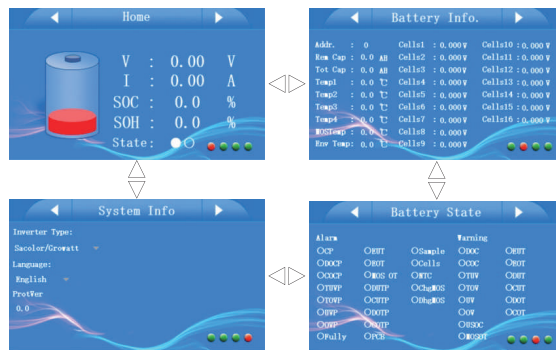 Home
V : 0.00 V
I : 0.00 A
SOC : 0.0 %
SOH : 0.0 %
State:
Battery Info.
Addr. : 0 Cells1 : 0.000 V Cells10 : 0.000 V
Rem Cap : 0.0 AH Cells2 : 0.000 V Cells11 : 0.000 V
Tot Cap : 0.0 AH Cells3 : 0.000 V Cells12 : 0.000 V
Temp1 : 0.0 ℃ Cells4 : 0.000 V Cells13 : 0.000 V
Temp2 : 0.0 ℃ Cells5 : 0.000 V Cells14 : 0.000 V
Temp3 : 0.0 ℃ Cells6 : 0.000 V Cells15 : 0.000 V
Temp4 : 0.0 ℃ Cells7 : 0.000 V Cells16 : 0.000 V
MOSTemp : 0.0 ℃ Cells8 : 0.000 V
Env Temp: 0.0 ℃ Cells9 : 0.000 V
System Info
Inverter Type:
Sacolor/Growatt
Language:
English
ProtVer
0.0
Battery State
Alarm Warning
CP EUT Sample DOC EUT
DOCP EOT Cells COC EOT
COCP MOS OT NTC TUV DUT
TUVP DUTP ChgMOS TOV CUT
TOVP CUTP DhgMOS UV DOT
UVP DOTP OV COT
OVP COTP USOC
Fully PCS MOSOT